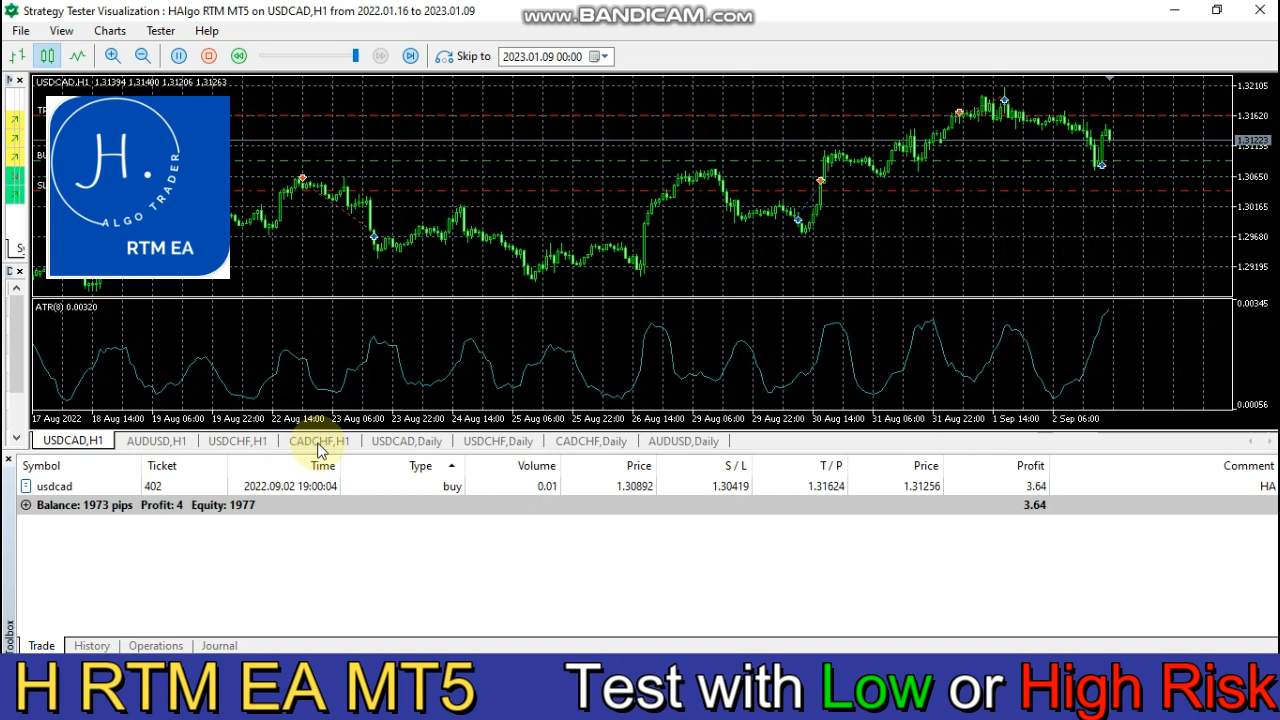 Strategy Tester Visualization : HAlgo RTM MT5 on USDCAD,H1 from 2022.01.16 to 2023.01.09
www.BANDICAM.com
File View Charts Tester Help
Skip to 2023.01.09 00:00
USDCAD,H1 1.31394 1.31400 1.31206 1.31263
1.32105
1.31620
1.31223
1.30650
1.30165
1.29680
1.29195
H.
ALGO TRADER
RTM EA
ATR(8) 0.00320
0.00345
0.00056
17 Aug 2022 18 Aug 14:00 19 Aug 06:00 19 Aug 22:00 22 Aug 14:00 23 Aug 06:00 23 Aug 22:00 24 Aug 14:00 25 Aug 06:00 25 Aug 22:00 26 Aug 14:00 29 Aug 06:00 29 Aug 22:00 30 Aug 14:00 31 Aug 06:00 31 Aug 22:00 1 Sep 14:00 2 Sep 06:00
USDCAD,H1 AUDUSD,H1 USDCHF,H1 CADCHF,H1 USDCAD,Daily USDCHF,Daily CADCHF,Daily AUDUSD,Daily
Symbol Ticket Time Type Volume Price S / L T / P Price Profit Comment
usdcad 402 2022.09.02 19:00:04 buy 0.01 1.30892 1.30419 1.31624 1.31256 3.64 HA
Balance: 1973 pips Profit: 4 Equity: 1977 3.64
Toolbox
Trade History Operations Journal
H RTM EA MT5 Test with Low or High Risk